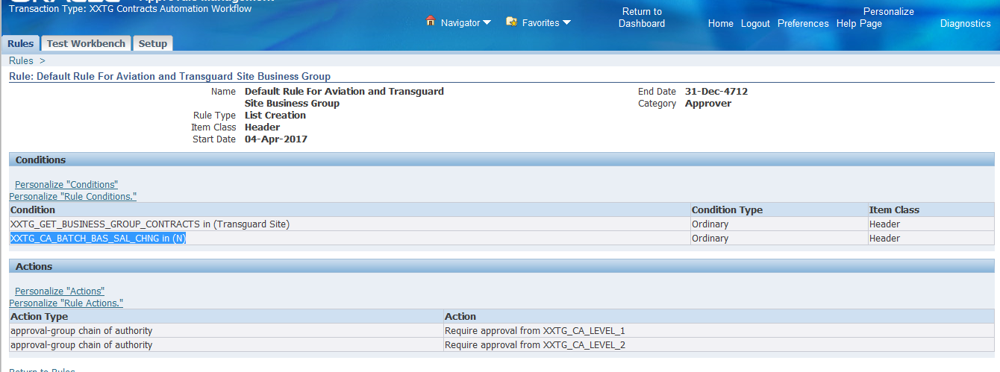 Transaction Type: XXTG Contracts Automation Workflow
Navigator Favorites Return to Dashboard Home Logout Preferences Help Personalize Page Diagnostics
Rules Test Workbench Setup
Rules >
Rule: Default Rule For Aviation and Transguard Site Business Group
Name Default Rule For Aviation and Transguard
Site Business Group
Rule Type List Creation
Item Class Header
Start Date 04-Apr-2017
End Date 31-Dec-4712
Category Approver
Conditions
Personalize "Conditions"
Personalize "Rule Conditions."
Condition Condition Type Item Class
XXTG_GET_BUSINESS_GROUP_CONTRACTS in (Transguard Site) Ordinary Header
XXTG_CA_BATCH_BAS_SAL_CHNG in (N) Ordinary Header
Actions
Personalize "Actions"
Personalize "Rule Actions."
Action Type Action
approval-group chain of authority Require approval from XXTG_CA_LEVEL_1
approval-group chain of authority Require approval from XXTG_CA_LEVEL_2
Return to Rules